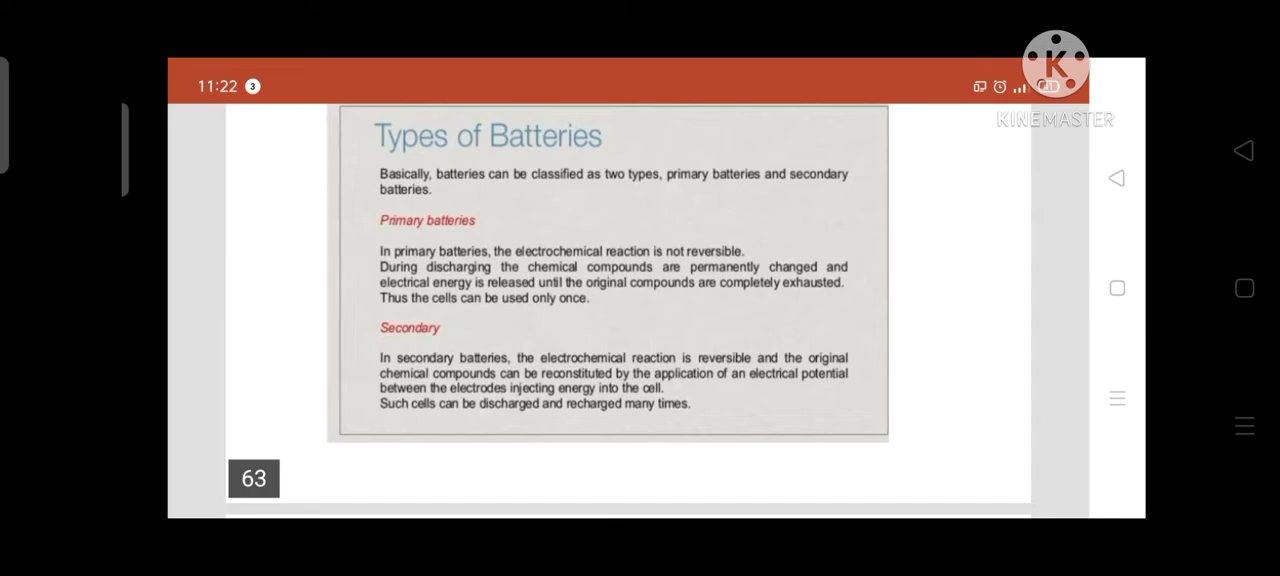 11:22 3
K
KINEMASTER
Types of Batteries
Basically, batteries can be classified as two types, primary batteries and secondary
batteries.
Primary batteries
In primary batteries, the electrochemical reaction is not reversible.
During discharging the chemical compounds are permanently changed and
electrical energy is released until the original compounds are completely exhausted.
Thus the cells can be used only once.
Secondary
In secondary batteries, the electrochemical reaction is reversible and the original
chemical compounds can be reconstituted by the application of an electrical potential
between the electrodes injecting energy into the cell.
Such cells can be discharged and recharged many times.
63